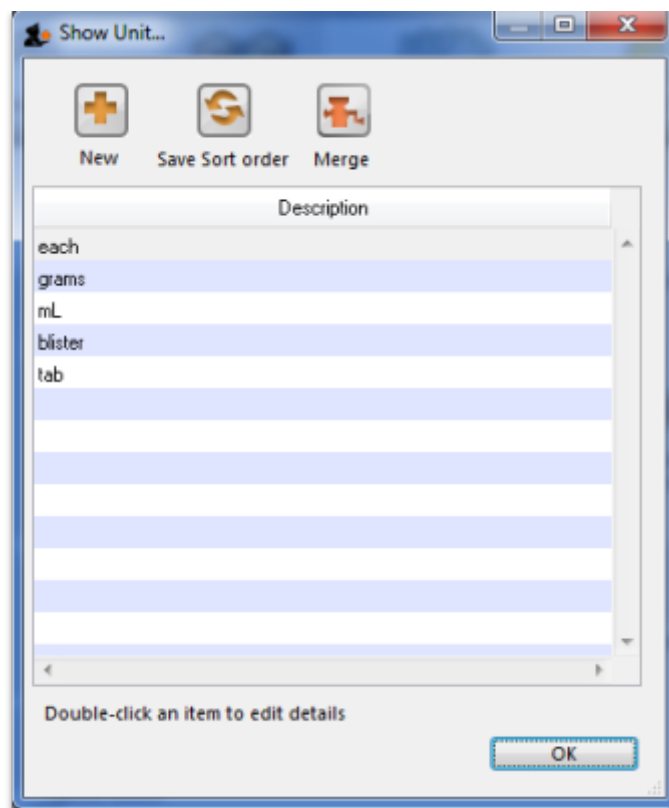 Show Unit...
New Save Sort order Merge
Description
each
grams
mL
blister
tab
Double-click an item to edit details
OK